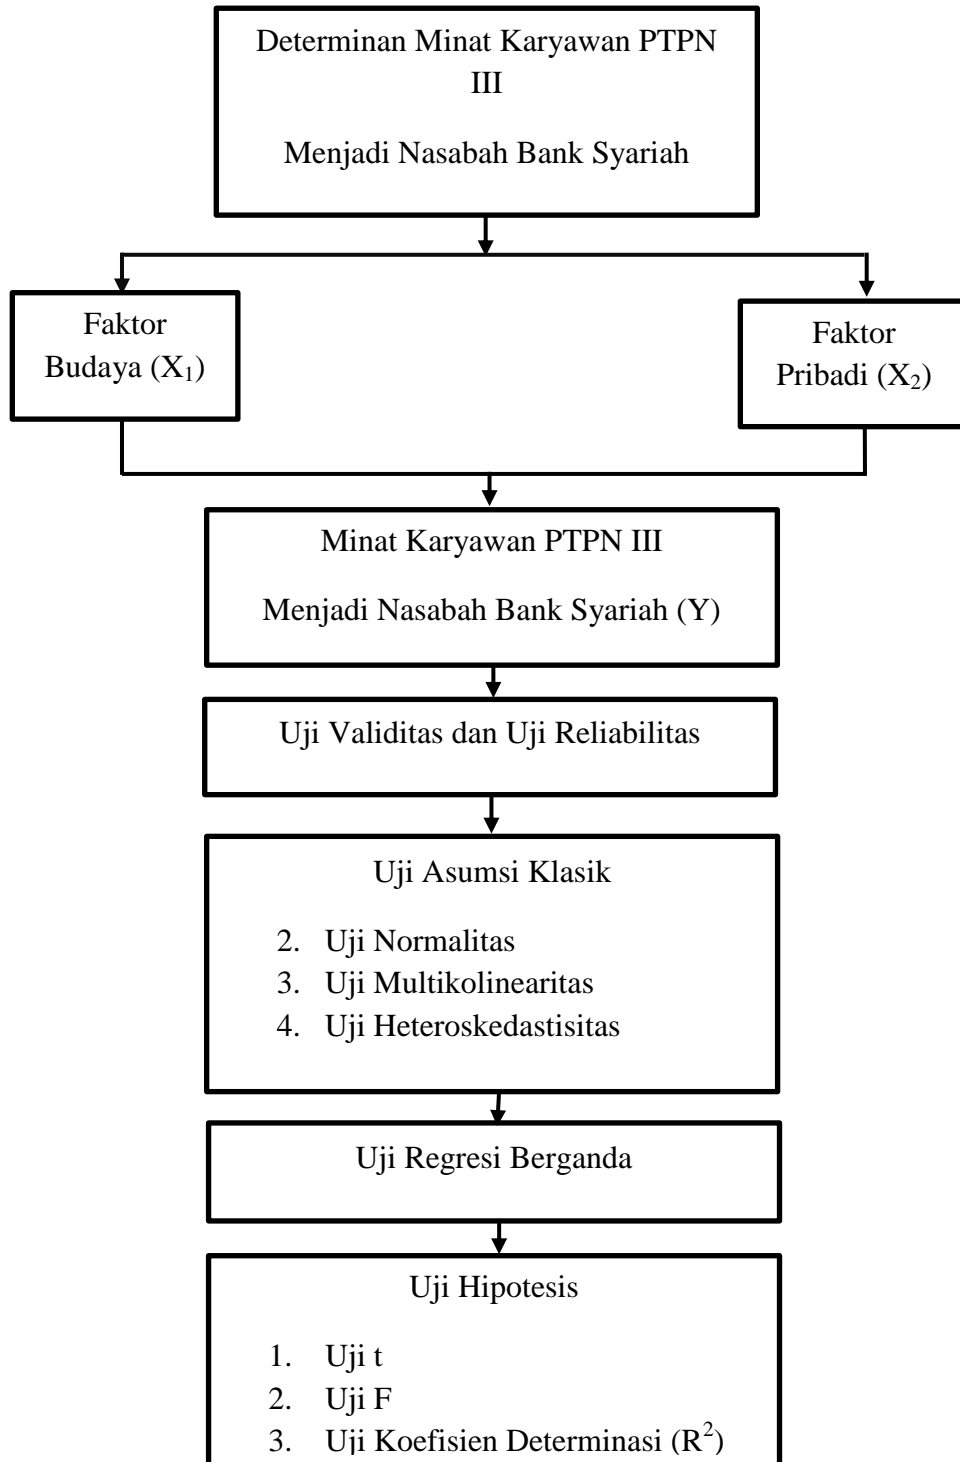 Determinan Minat Karyawan PTPN
III
Menjadi Nasabah Bank Syariah
Faktor
Budaya (X₁)
Faktor
Pribadi (X₂)
Minat Karyawan PTPN III
Menjadi Nasabah Bank Syariah (Y)
Uji Validitas dan Uji Reliabilitas
Uji Asumsi Klasik
2. Uji Normalitas
3. Uji Multikolinearitas
4. Uji Heteroskedastisitas
Uji Regresi Berganda
Uji Hipotesis
1. Uji t
2. Uji F
3. Uji Koefisien Determinasi (R²)